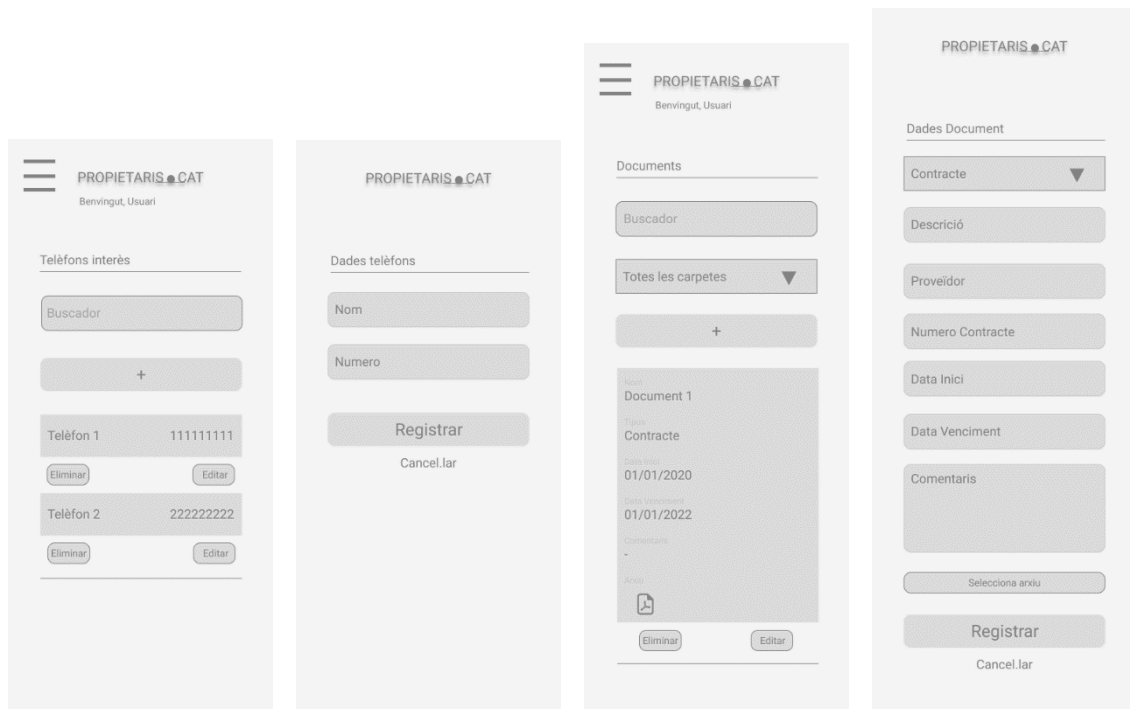 PROPIETARIS.CAT
Benvingut, Usuari
Telèfons interès
Buscador
+
Telèfon 1 111111111
Eliminar Editar
Telèfon 2 222222222
Eliminar Editar
PROPIETARIS.CAT
Dades telèfons
Nom
Numero
Registrar
Cancel.lar
PROPIETARIS.CAT
Benvingut, Usuari
Documents
Buscador
Totes les carpetes
+
Nom
Document 1
Tipus
Contracte
Data Inici
01/01/2020
Data Venciment
01/01/2022
Comentaris
-
Arxiu
Eliminar Editar
PROPIETARIS.CAT
Dades Document
Contracte
Descrició
Proveïdor
Numero Contracte
Data Inici
Data Venciment
Comentaris
Selecciona arxiu
Registrar
Cancel.lar